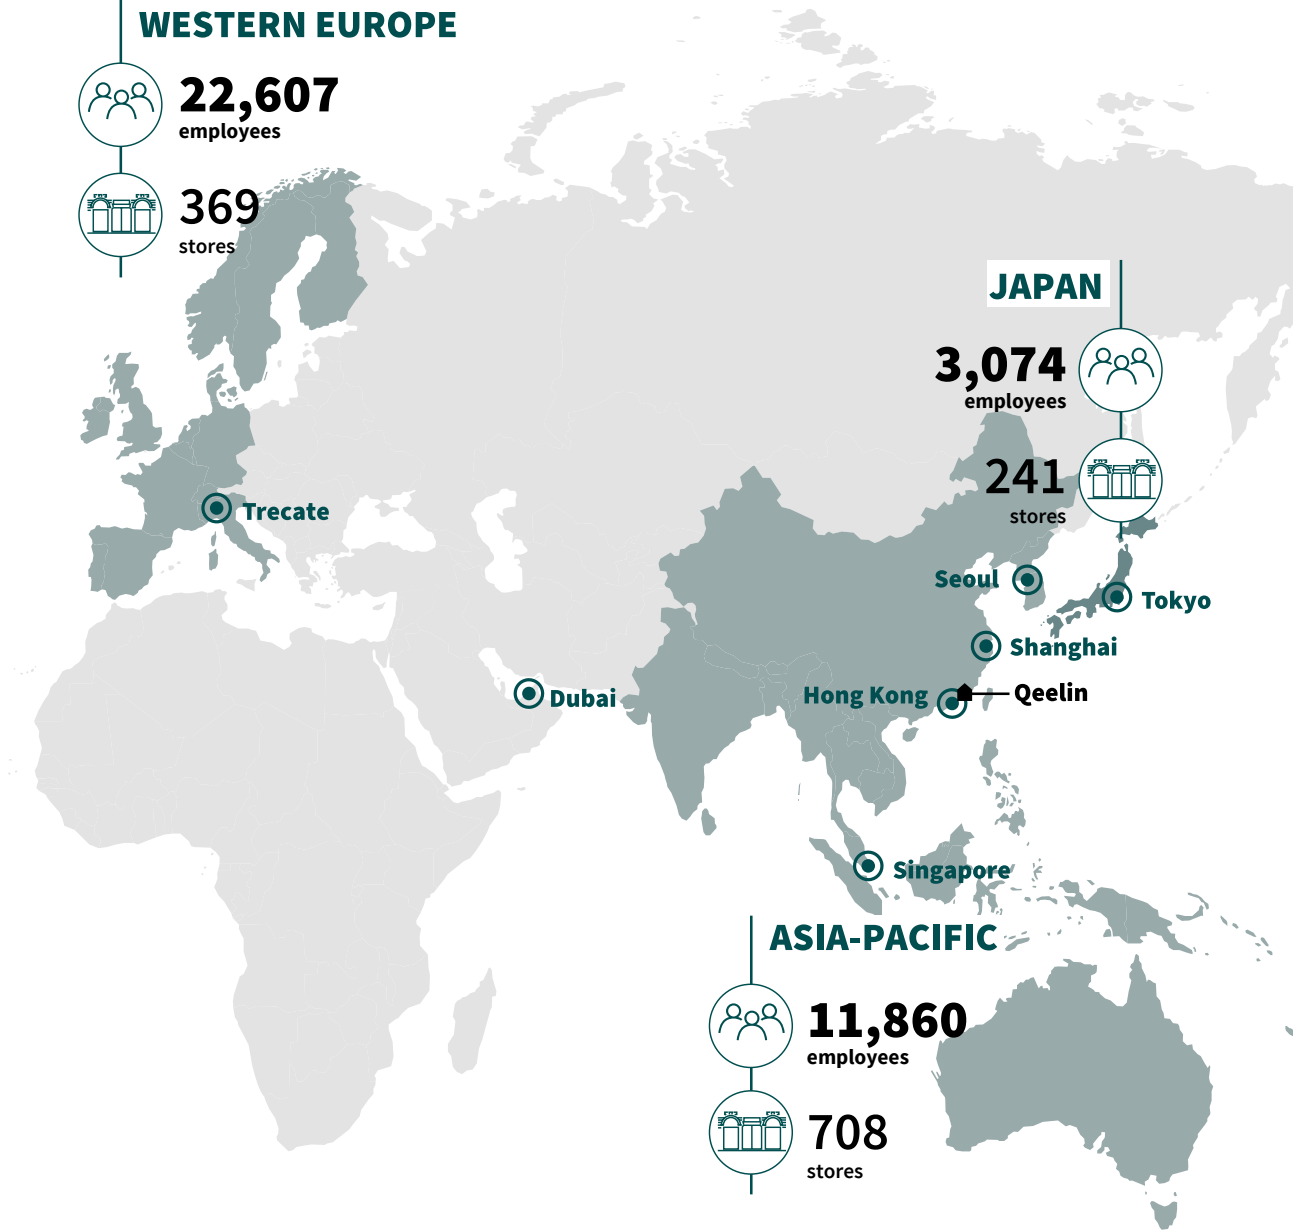 WESTERN EUROPE
22,607
employees
369
stores
JAPAN
3,074
employees
241
stores
Trecate
Seoul
Tokyo
Shanghai
Hong Kong
Qeelin
Dubai
Singapore
ASIA-PACIFIC
11,860
employees
708
stores